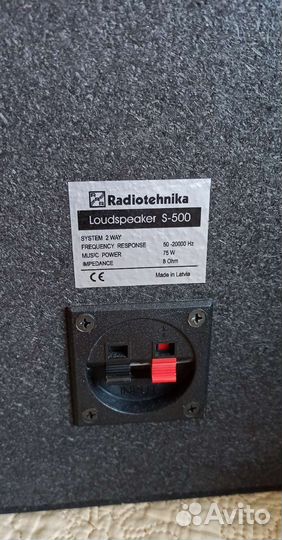 Radiotehnika
Loudspeaker S-500
SYSTEM 2 WAY
FREQUENCY RESPONSE 50 -20000 Hz
MUSIC POWER 75 W
IMPEDANCE 8 Ohm
CE Made in Latvia
INPUT
Avito